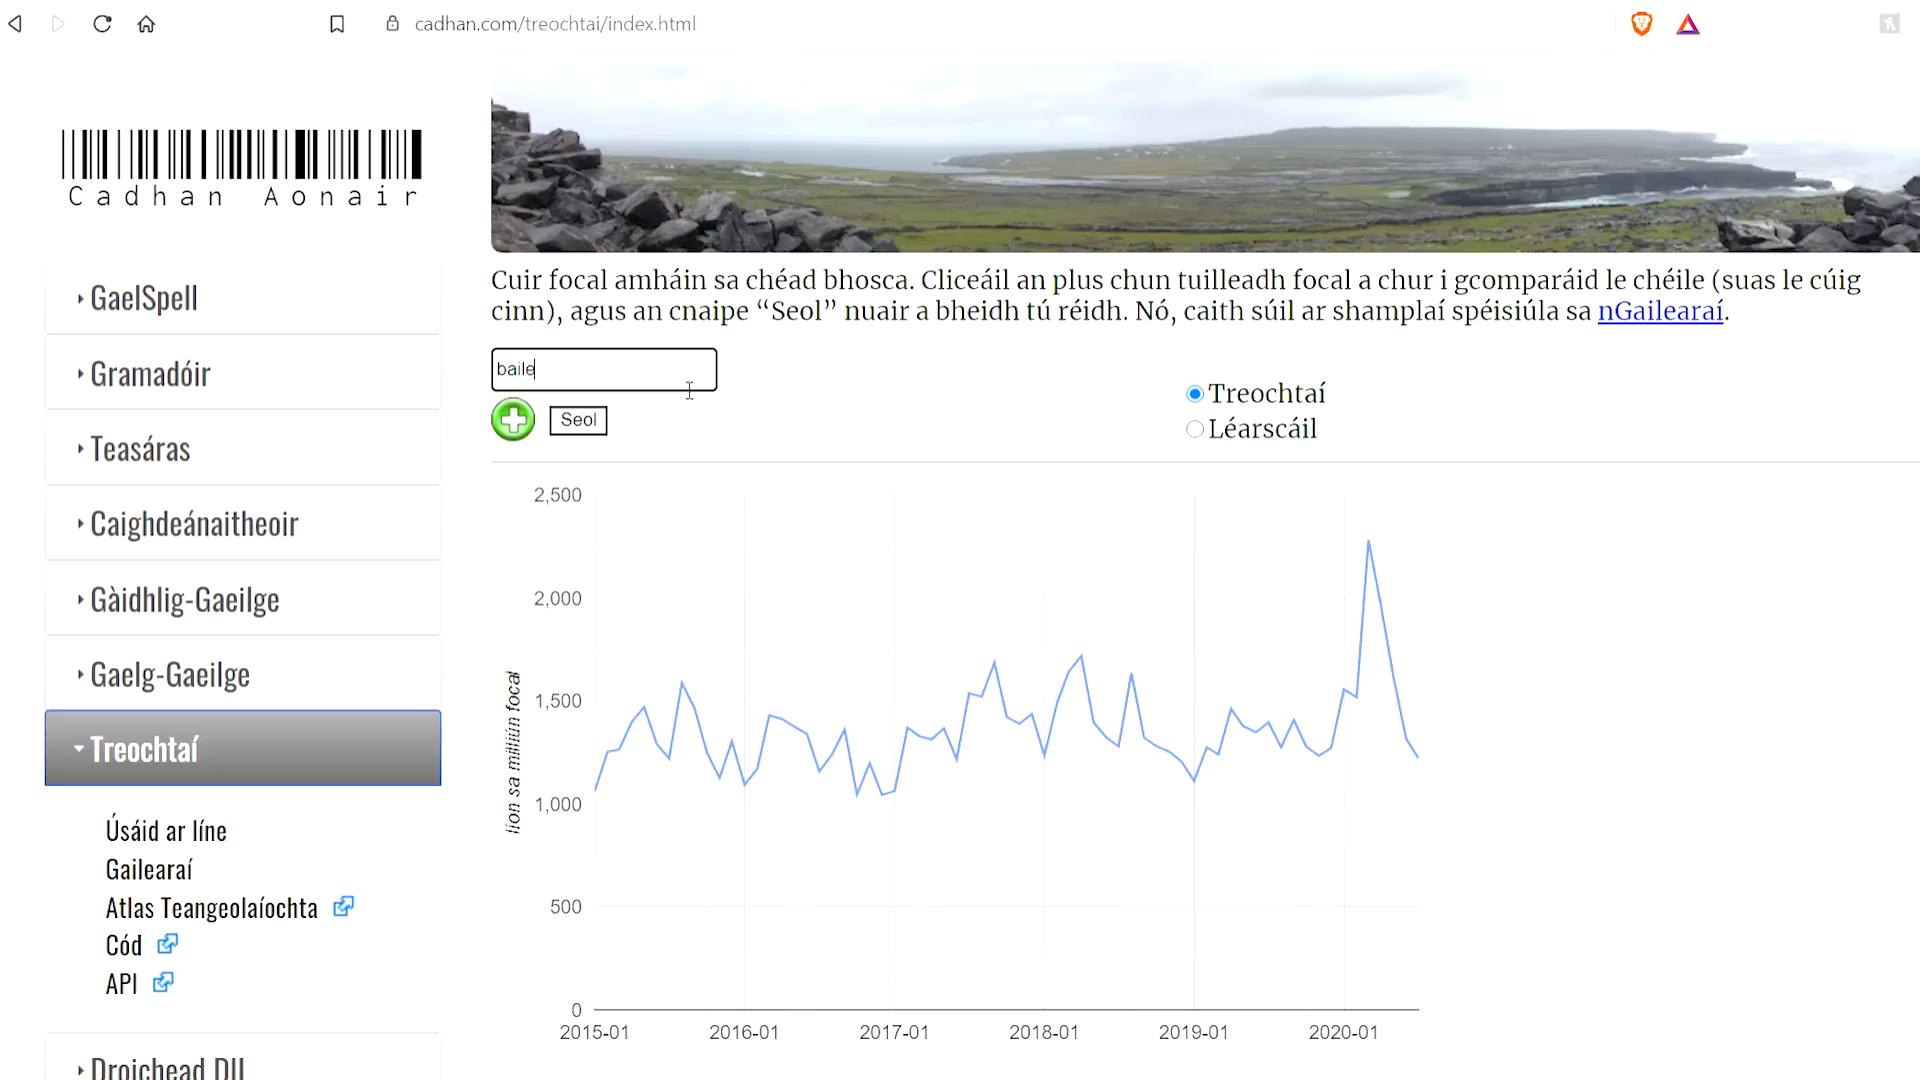 cadhan.com/treochtai/index.html
Cadhan Aonair
GaelSpell
Gramadóir
Teasáras
Caighdeánaitheoir
Gàidhlig-Gaeilge
Gaelg-Gaeilge
Treochtaí
Úsáid ar líne
Gailearaí
Atlas Teangeolaíochta
Cód
API
Droichead DIL
Cuir focal amháin sa chéad bhosca. Cliceáil an plus chun tuilleadh focal a chur i gcomparáid le chéile (suas le cúig
cinn), agus an cnaipe “Seol” nuair a bheidh tú réidh. Nó, caith súil ar shamplaí spéisiúla sa nGailearaí.
baile
Seol
Treochtaí
Léarscáil
líon sa milliún focal
2,500
2,000
1,500
1,000
500
0
2015-01 2016-01 2017-01 2018-01 2019-01 2020-01